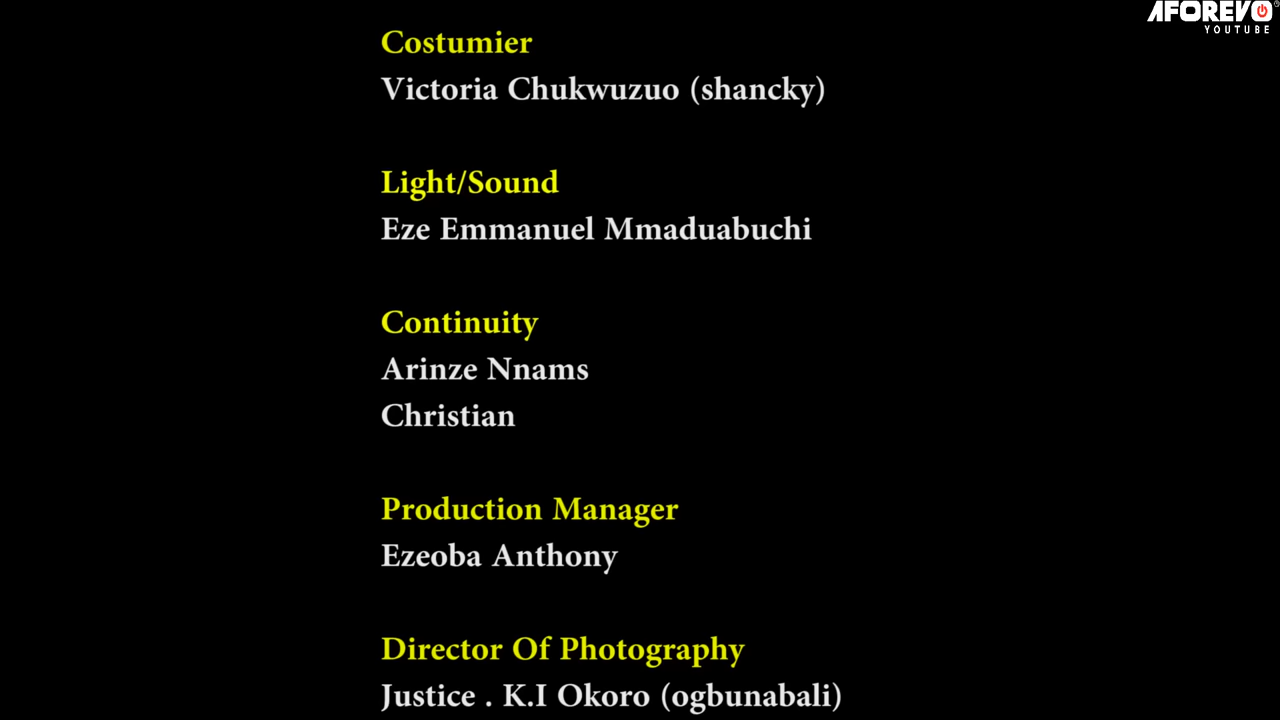 AFOREVO
YOUTUBE
Costumier
Victoria Chukwuzuo (shancky)
Light/Sound
Eze Emmanuel Mmaduabuchi
Continuity
Arinze Nnams
Christian
Production Manager
Ezeoba Anthony
Director Of Photography
Justice . K.I Okoro (ogbunabali)